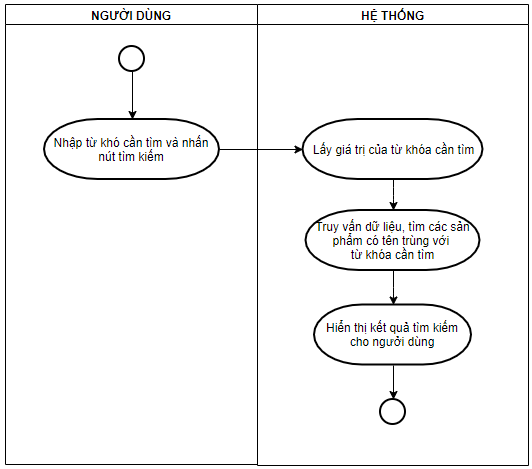 NGƯỜI DÙNG
HỆ THỐNG
Nhập từ khó cần tìm và nhấn
nút tìm kiếm
Lấy giá trị của từ khóa cần tìm
Truy vấn dữ liệu, tìm các sản
phẩm có tên trùng với
từ khóa cần tìm
Hiển thị kết quả tìm kiếm
cho người dùng